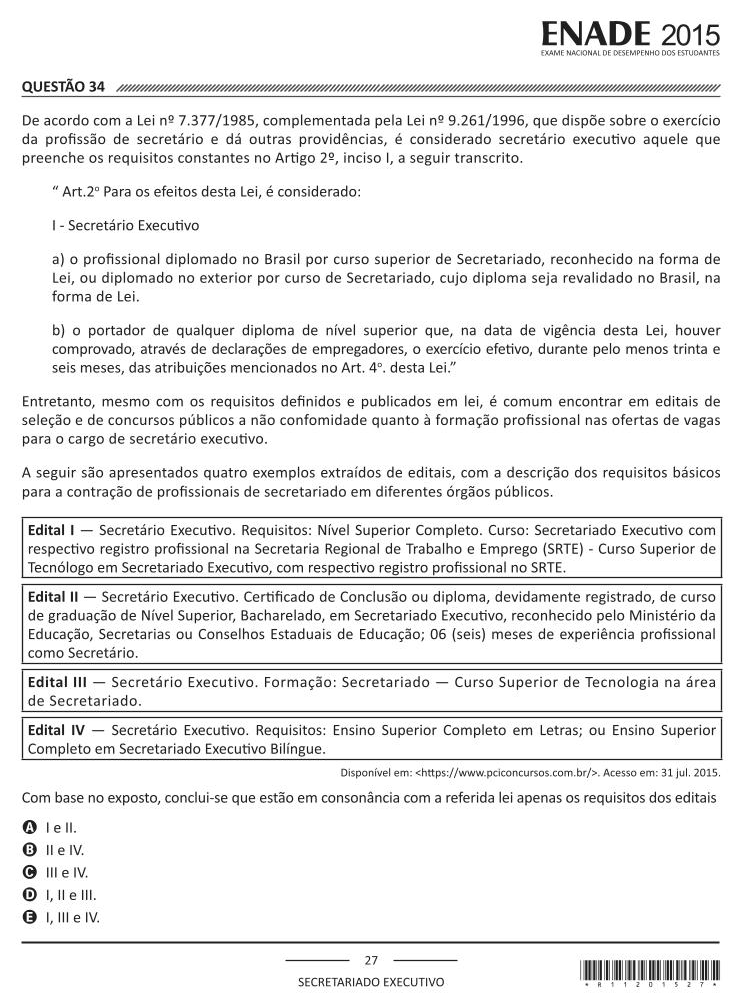 ENADE 2015
EXAME NACIONAL DE DESEMPENHO DOS ESTUDANTES
QUESTÃO 34
De acordo com a Lei nº 7.377/1985, complementada pela Lei nº 9.261/1996, que dispõe sobre o exercício
da profissão de secretário e dá outras providências, é considerado secretário executivo aquele que
preenche os requisitos constantes no Artigo 2º, inciso I, a seguir transcrito.
“ Art.2º Para os efeitos desta Lei, é considerado:
I - Secretário Executivo
a) o profissional diplomado no Brasil por curso superior de Secretariado, reconhecido na forma de
Lei, ou diplomado no exterior por curso de Secretariado, cujo diploma seja revalidado no Brasil, na
forma de Lei.
b) o portador de qualquer diploma de nível superior que, na data de vigência desta Lei, houver
comprovado, através de declarações de empregadores, o exercício efetivo, durante pelo menos trinta e
seis meses, das atribuições mencionados no Art. 4º. desta Lei.”
Entretanto, mesmo com os requisitos definidos e publicados em lei, é comum encontrar em editais de
seleção e de concursos públicos a não confomidade quanto à formação profissional nas ofertas de vagas
para o cargo de secretário executivo.
A seguir são apresentados quatro exemplos extraídos de editais, com a descrição dos requisitos básicos
para a contração de profissionais de secretariado em diferentes órgãos públicos.
Edital I — Secretário Executivo. Requisitos: Nível Superior Completo. Curso: Secretariado Executivo com
respectivo registro profissional na Secretaria Regional de Trabalho e Emprego (SRTE) - Curso Superior de
Tecnólogo em Secretariado Executivo, com respectivo registro profissional no SRTE.
Edital II — Secretário Executivo. Certificado de Conclusão ou diploma, devidamente registrado, de curso
de graduação de Nível Superior, Bacharelado, em Secretariado Executivo, reconhecido pelo Ministério da
Educação, Secretarias ou Conselhos Estaduais de Educação; 06 (seis) meses de experiência profissional
como Secretário.
Edital III — Secretário Executivo. Formação: Secretariado — Curso Superior de Tecnologia na área
de Secretariado.
Edital IV — Secretário Executivo. Requisitos: Ensino Superior Completo em Letras; ou Ensino Superior
Completo em Secretariado Executivo Bilíngue.
Disponível em: <https://www.pciconcursos.com.br/>. Acesso em: 31 jul. 2015.
Com base no exposto, conclui-se que estão em consonância com a referida lei apenas os requisitos dos editais
A I e II.
B II e IV.
C III e IV.
D I, II e III.
E I, III e IV.
27
SECRETARIADO EXECUTIVO
* R 1 1 2 0 1 5 2 7 *